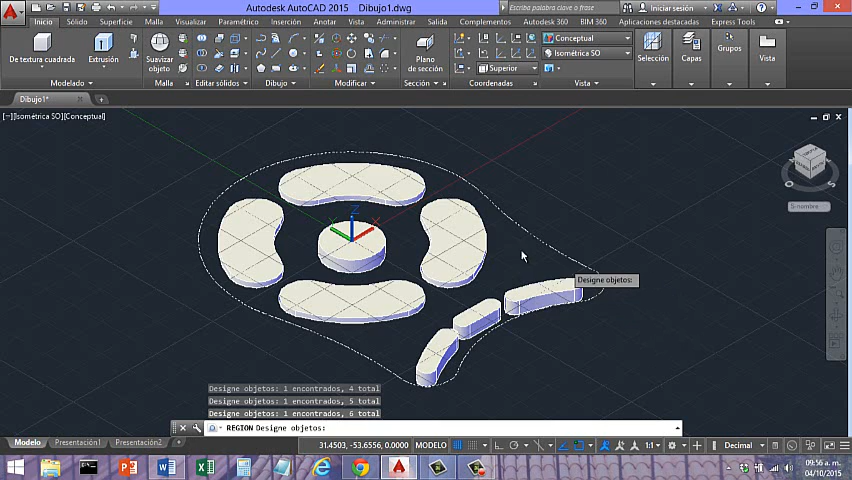 Autodesk AutoCAD 2015 Dibujo1.dwg
Escriba palabra clave o frase
Iniciar sesión
Inicio Sólido Superficie Malla Visualizar Paramétrico Inserción Anotar Vista Administrar Salida Complementos Autodesk 360 BIM 360 Aplicaciones destacadas Express Tools
De textura cuadrada
Extrusión
Suavizar objeto
Plano de sección
Conceptual
Isométrica SO
Superior
Selección
Capas
Grupos
Vista
Modelado
Malla
Editar sólidos
Dibujo
Modificar
Sección
Coordenadas
Vista
Dibujo1*
[−][Isométrica SO][Conceptual]
S-nombre
Z
X
Designe objetos:
Designe objetos: 1 encontrados, 4 total
Designe objetos: 1 encontrados, 5 total
Designe objetos: 1 encontrados, 6 total
REGION Designe objetos:
Modelo Presentación1 Presentación2
31.4503, -53.6556, 0.0000 MODELO
1:1
Decimal
09:56 a.m.
04/10/2015